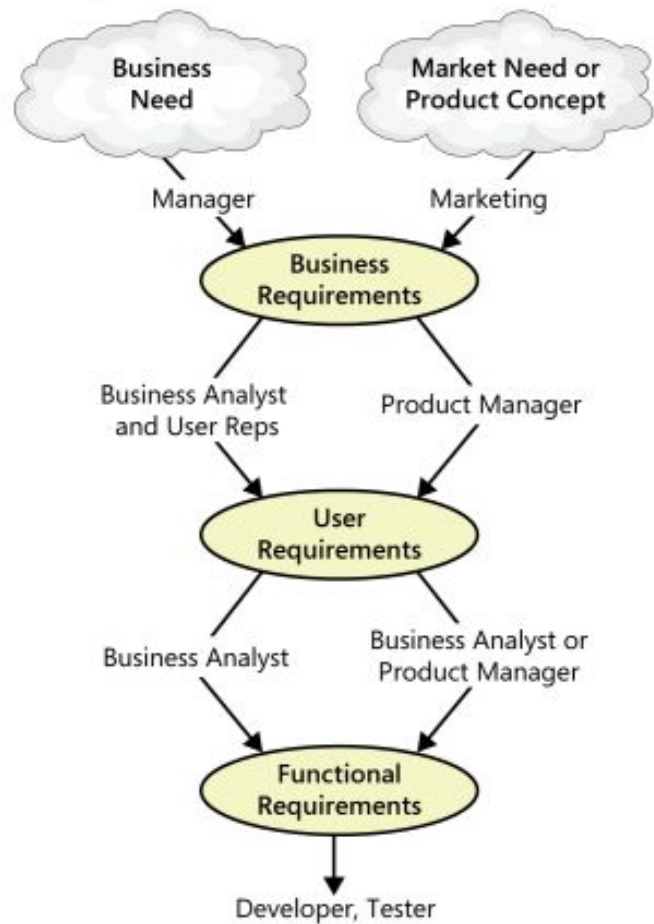 Business
Need
Market Need or
Product Concept
Manager
Marketing
Business
Requirements
Business Analyst
and User Reps
Product Manager
User
Requirements
Business Analyst
Business Analyst or
Product Manager
Functional
Requirements
Developer, Tester